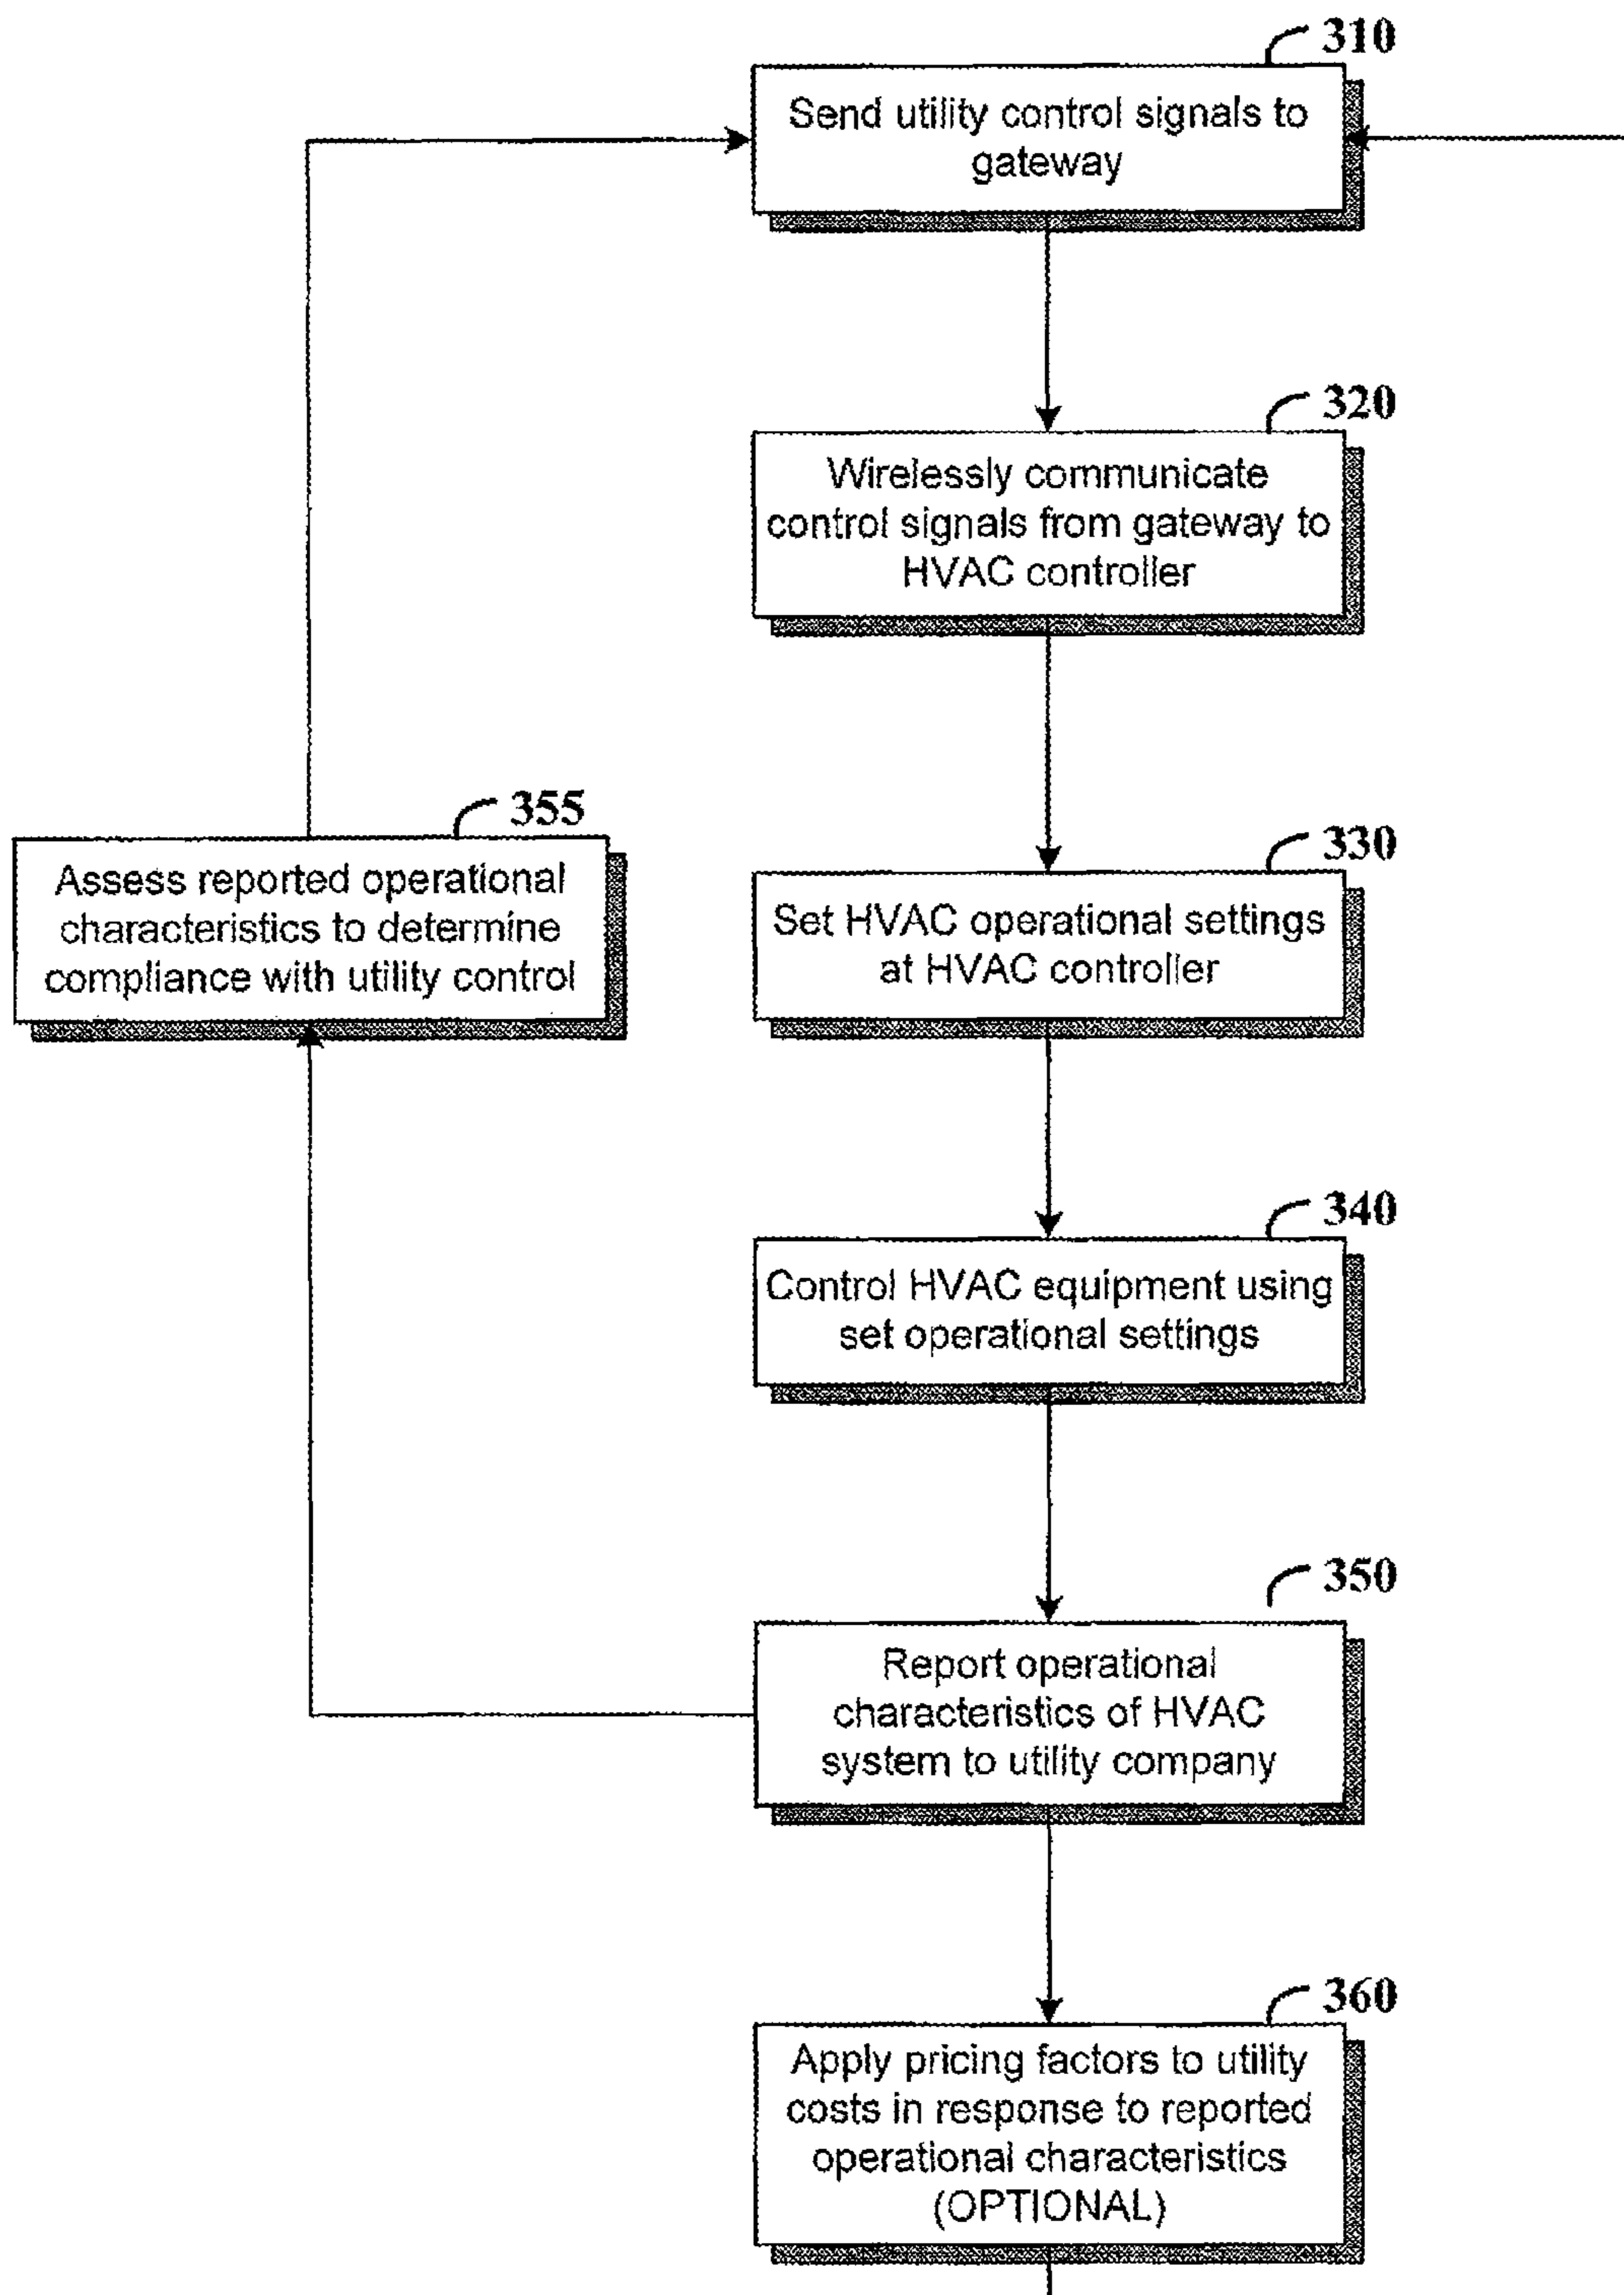 310
Send utility control signals to
gateway
320
Wirelessly communicate
control signals from gateway to
HVAC controller
355
Assess reported operational
characteristics to determine
compliance with utility control
330
Set HVAC operational settings
at HVAC controller
340
Control HVAC equipment using
set operational settings
350
Report operational
characteristics of HVAC
system to utility company
360
Apply pricing factors to utility
costs in response to reported
operational characteristics
(OPTIONAL)